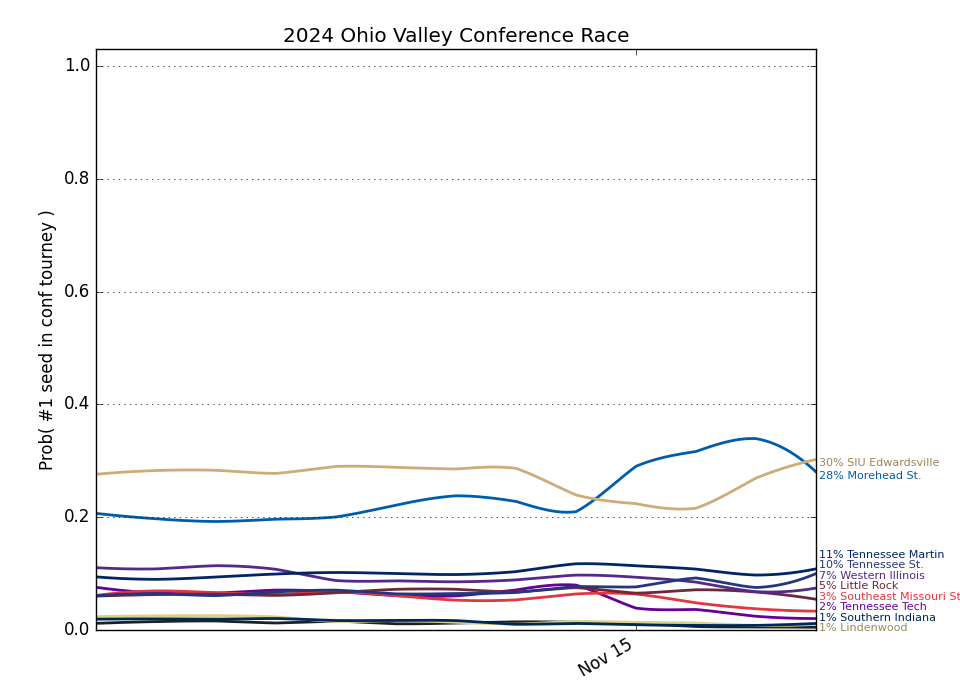 2024 Ohio Valley Conference Race
Prob( #1 seed in conf tourney )
1.0
0.8
0.6
0.4
0.2
0.0
Nov 15
30% SIU Edwardsville
28% Morehead St.
11% Tennessee Martin
10% Tennessee St.
7% Western Illinois
5% Little Rock
3% Southeast Missouri St
2% Tennessee Tech
1% Southern Indiana
1% Lindenwood